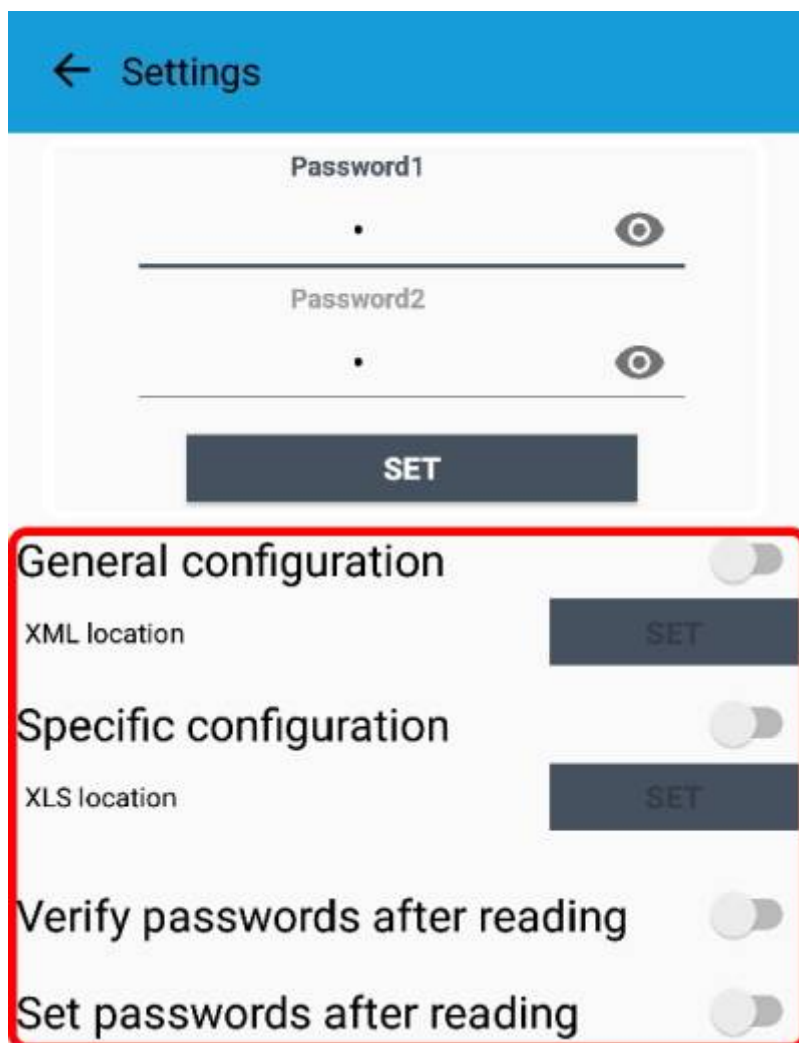 Settings
Password1
•
Password2
•
SET
General configuration
XML location
SET
Specific configuration
XLS location
SET
Verify passwords after reading
Set passwords after reading